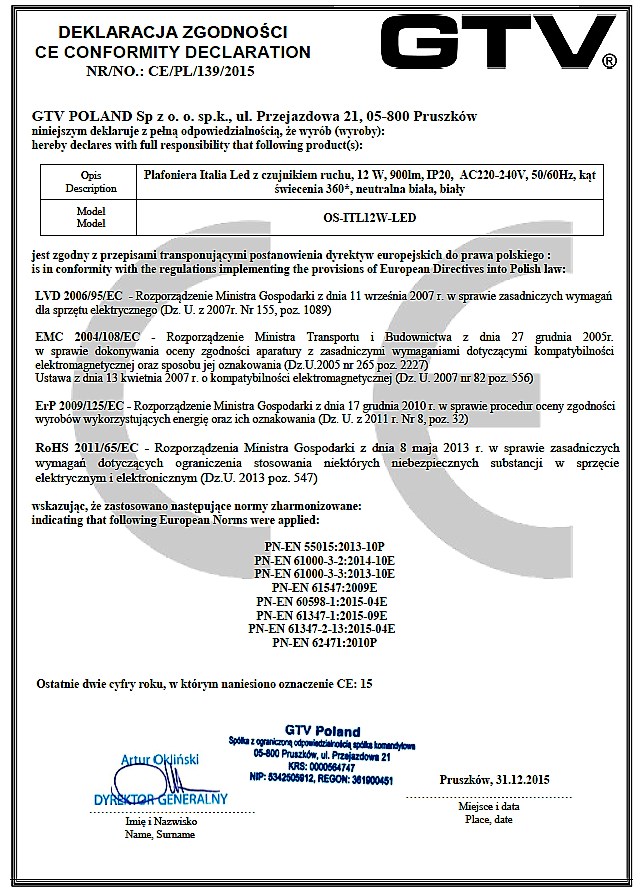 DEKLARACJA ZGODNOŚCI
CE CONFORMITY DECLARATION
NR/NO.: CE/PL/139/2015
GTV®
GTV POLAND Sp z o. o. sp.k., ul. Przejazdowa 21, 05-800 Pruszków
niniejszym deklaruje z pełną odpowiedzialnością, że wyrób (wyroby):
hereby declares with full responsibility that following product(s):
Opis
Description
Plafoniera Italia Led z czujnikiem ruchu, 12 W, 900lm, IP20, AC220-240V, 50/60Hz, kąt
świecenia 360*, neutralna biała, biały
Model
Model
OS-ITL12W-LED
jest zgodny z przepisami transponującymi postanowienia dyrektyw europejskich do prawa polskiego :
is in conformity with the regulations implementing the provisions of European Directives into Polish law:
LVD 2006/95/EC - Rozporządzenie Ministra Gospodarki z dnia 11 września 2007 r. w sprawie zasadniczych wymagań
dla sprzętu elektrycznego (Dz. U. z 2007r. Nr 155, poz. 1089)
EMC 2004/108/EC - Rozporządzenie Ministra Transportu i Budownictwa z dnia 27 grudnia 2005r.
w sprawie dokonywania oceny zgodności aparatury z zasadniczymi wymaganiami dotyczącymi kompatybilności
elektromagnetycznej oraz sposobu jej oznakowania (Dz.U.2005 nr 265 poz. 2227)
Ustawa z dnia 13 kwietnia 2007 r. o kompatybilności elektromagnetycznej (Dz. U. 2007 nr 82 poz. 556)
ErP 2009/125/EC - Rozporządzenie Ministra Gospodarki z dnia 17 grudnia 2010 r. w sprawie procedur oceny zgodności
wyrobów wykorzystujących energię oraz ich oznakowania (Dz. U. z 2011 r. Nr 8, poz. 32)
RoHS 2011/65/EC - Rozporządzenia Ministra Gospodarki z dnia 8 maja 2013 r. w sprawie zasadniczych
wymagań dotyczących ograniczenia stosowania niektórych niebezpiecznych substancji w sprzęcie
elektrycznym i elektronicznym (Dz.U. 2013 poz. 547)
wskazując, że zastosowano następujące normy zharmonizowane:
indicating that following European Norms were applied:
PN-EN 55015:2013-10P
PN-EN 61000-3-2:2014-10E
PN-EN 61000-3-3:2013-10E
PN-EN 61547:2009E
PN-EN 60598-1:2015-04E
PN-EN 61347-1:2015-09E
PN-EN 61347-2-13:2015-04E
PN-EN 62471:2010P
Ostatnie dwie cyfry roku, w którym naniesiono oznaczenie CE: 15
Artur Okliński
DYREKTOR GENERALNY
Imię i Nazwisko
Name, Surname
GTV Poland
Spółka z ograniczoną odpowiedzialnością spółka komandytowa
05-800 Pruszków, ul. Przejazdowa 21
KRS: 0000564747
NIP: 5342505912, REGON: 361900451
Pruszków, 31.12.2015
Miejsce i data
Place, date